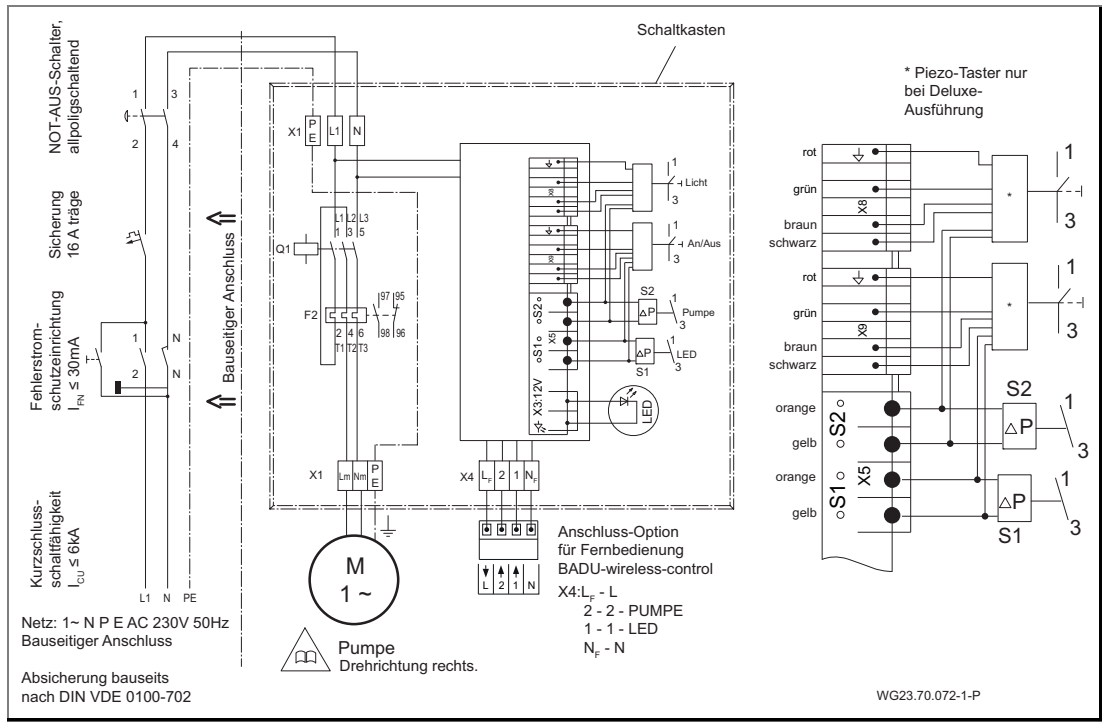 Schaltkasten
NOT-AUS-Schalter,
allpoligschaltend
1 3
2 4
Sicherung
16 A träge
Fehlerstrom-
schutzeinrichtung
I_FN ≤ 30mA
1 N
2 N
Kurzschluss-
schaltfähigkeit
I_CU ≤ 6kA
L1 N PE
Netz: 1~ N P E AC 230V 50Hz
Bauseitiger Anschluss
Absicherung bauseits
nach DIN VDE 0100-702
Bauseitiger Anschluss
X1 PE L1 N
L1 L2 L3
1 3 5
Q1
F2
97 95
98 96
2 4 6
T1 T2 T3
X1 Lm Nm PE
M
1 ~
Pumpe
Drehrichtung rechts.
X8
1
Licht
3
X9
1
An/Aus
3
S2
S2
ΔP
1
Pumpe
3
X5
S1
ΔP
1
LED
3
S1
X3:12V
LED
X4 L_F 2 1 N_F
L 2 1 N
Anschluss-Option
für Fernbedienung
BADU-wireless-control
X4:L_F - L
2 - 2 - PUMPE
1 - 1 - LED
N_F - N
* Piezo-Taster nur
bei Deluxe-
Ausführung
rot
grün
braun
schwarz
X8
*
1
3
rot
grün
braun
schwarz
X9
*
1
3
orange
gelb
S2
S2
ΔP
1
3
X5
orange
gelb
S1
ΔP
S1
1
3
WG23.70.072-1-P